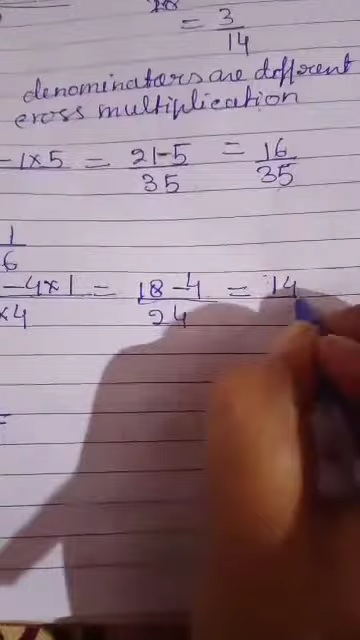 = 3/14
denominators are different
cross multiplication
-1×5 = 21-5/35 = 16/35
1/6
-4×1/×4 = 18-4/24 = 14
=